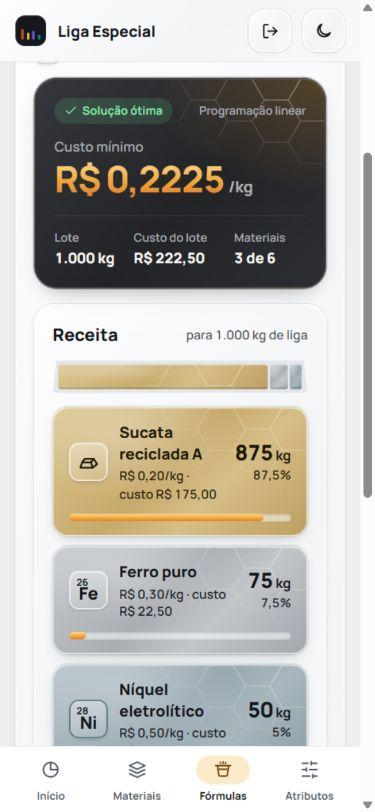 Liga Especial
Solução ótima
Programação linear
Custo mínimo
R$ 0,2225 /kg
Lote
Custo do lote
Materiais
1.000 kg
R$ 222,50
3 de 6
Receita
para 1.000 kg de liga
Sucata
reciclada A
875 kg
R$ 0,20/kg ·
custo R$ 175,00
87,5%
26
Fe
Ferro puro
75 kg
R$ 0,30/kg · custo
R$ 22,50
7,5%
28
Ni
Níquel
eletrolítico
50 kg
R$ 0,50/kg · custo
5%
Início
Materiais
Fórmulas
Atributos